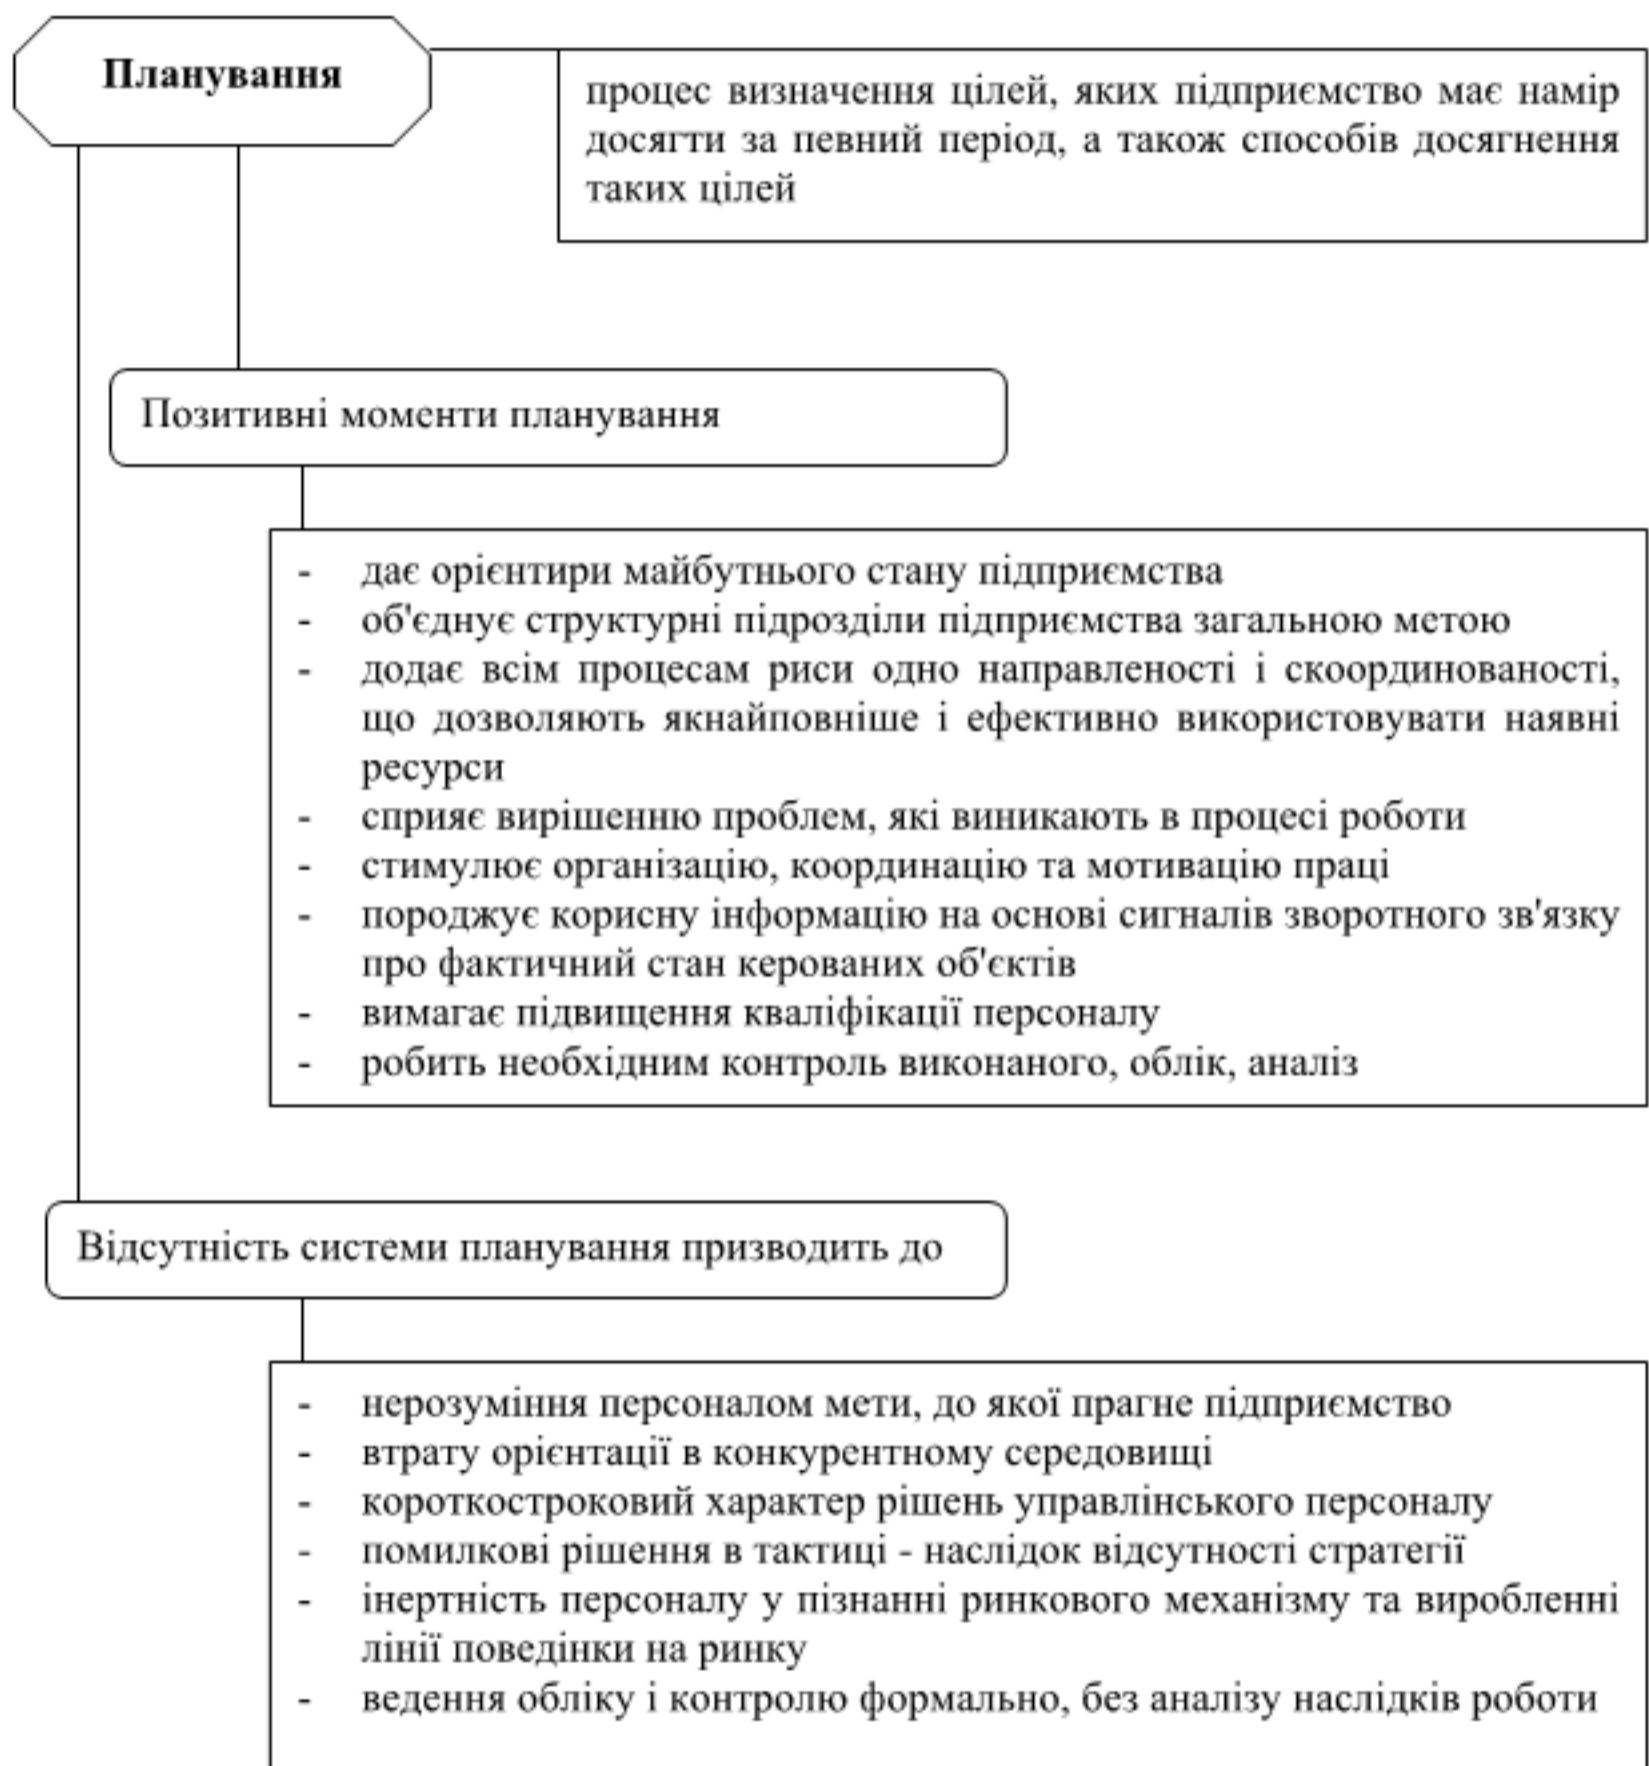 Планування
процес визначення цілей, яких підприємство має намір
досягти за певний період, а також способів досягнення
таких цілей
Позитивні моменти планування
- дає орієнтири майбутнього стану підприємства
- об'єднує структурні підрозділи підприємства загальною метою
- додає всім процесам риси одно направленості і скоординованості,
що дозволяють якнайповніше і ефективно використовувати наявні
ресурси
- сприяє вирішенню проблем, які виникають в процесі роботи
- стимулює організацію, координацію та мотивацію праці
- породжує корисну інформацію на основі сигналів зворотного зв'язку
про фактичний стан керованих об'єктів
- вимагає підвищення кваліфікації персоналу
- робить необхідним контроль виконаного, облік, аналіз
Відсутність системи планування призводить до
- нерозуміння персоналом мети, до якої прагне підприємство
- втрату орієнтації в конкурентному середовищі
- короткостроковий характер рішень управлінського персоналу
- помилкові рішення в тактиці - наслідок відсутності стратегії
- інертність персоналу у пізнанні ринкового механізму та виробленні
лінії поведінки на ринку
- ведення обліку і контролю формально, без аналізу наслідків роботи